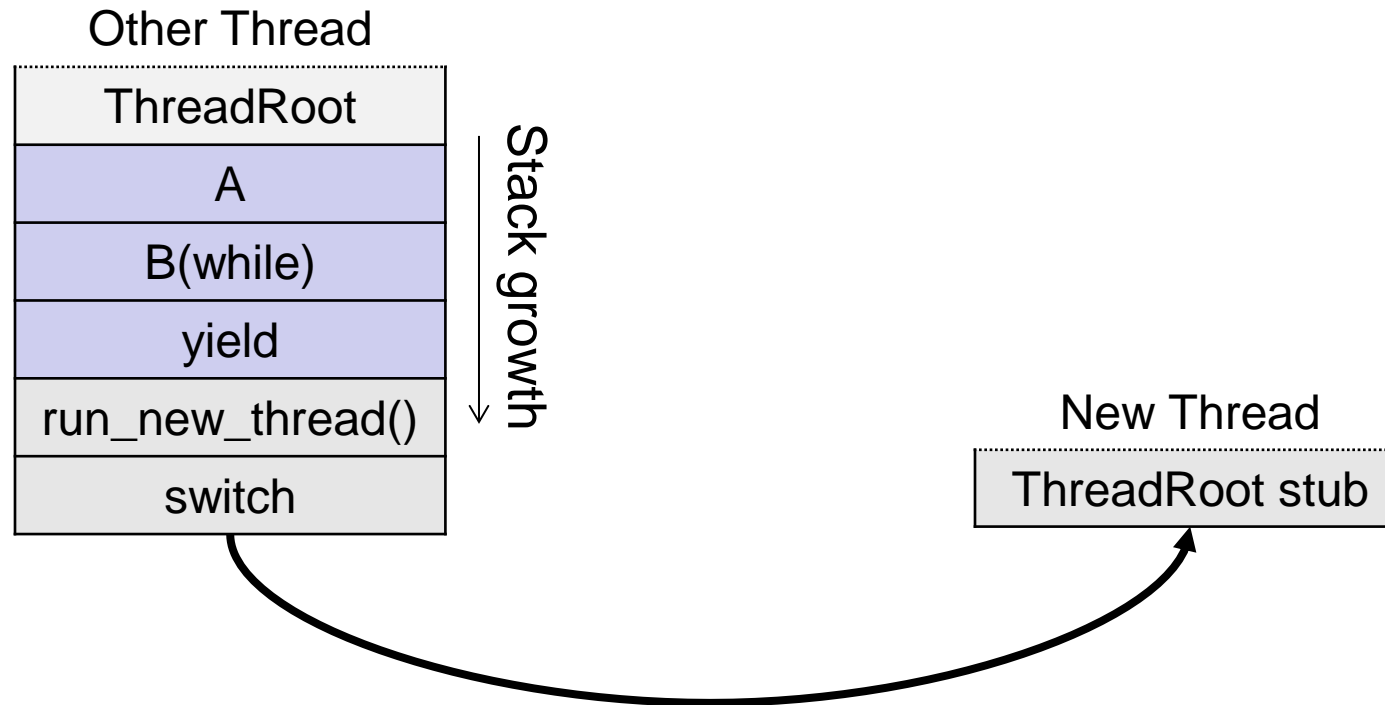 Other Thread
ThreadRoot
A
B(while)
yield
run_new_thread()
switch
Stack growth
New Thread
ThreadRoot stub